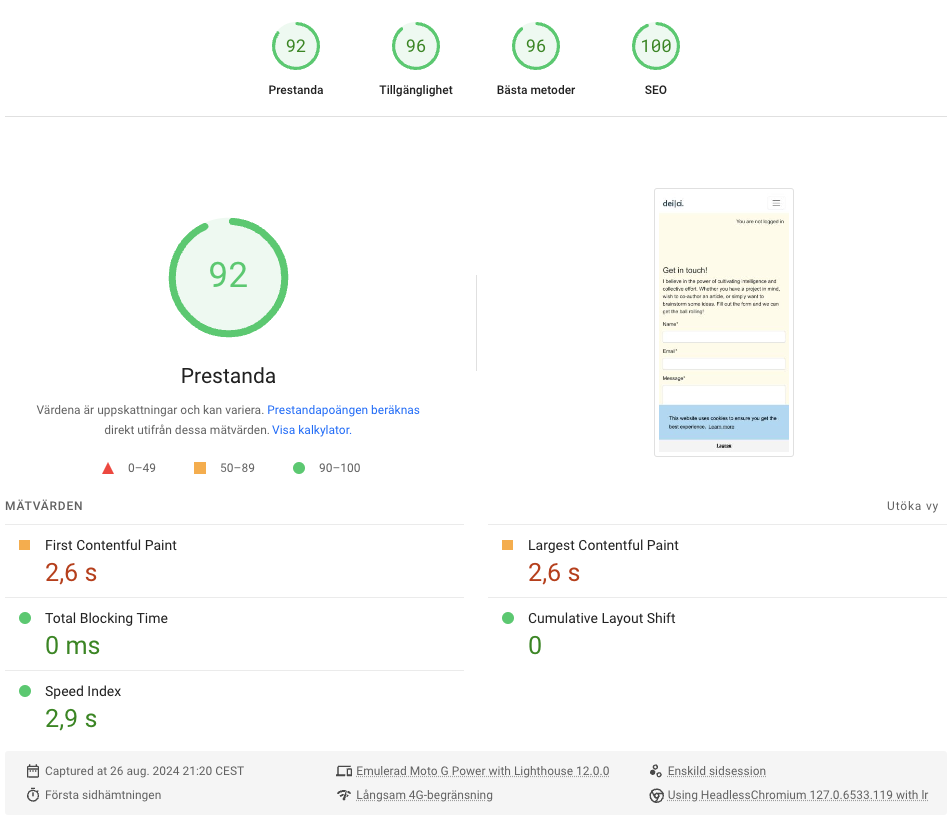 92
96
96
100
Prestanda
Tillgänglighet
Bästa metoder
SEO
92
Prestanda
Värdena är uppskattningar och kan variera. Prestandapoängen beräknas
direkt utifrån dessa mätvärden. Visa kalkylator.
0–49
50–89
90–100
You are not logged in
Get in touch!
I believe in the power of cultivating intelligence and
collective effort. Whether you have a project in mind,
wish to co-author an article, or simply want to
brainstorm some ideas. Fill out the form and we can
get the ball rolling!
Name*
Email*
Message*
This website uses cookies to ensure you get the
best experience. Learn more
MÄTVÄRDEN
Utöka vy
First Contentful Paint
2,6 s
Largest Contentful Paint
2,6 s
Total Blocking Time
0 ms
Cumulative Layout Shift
0
Speed Index
2,9 s
Captured at 26 aug. 2024 21:20 CEST
Emulerad Moto G Power with Lighthouse 12.0.0
Enskild sidsession
Första sidhämtningen
Långsam 4G-begränsning
Using HeadlessChromium 127.0.6533.119 with lr